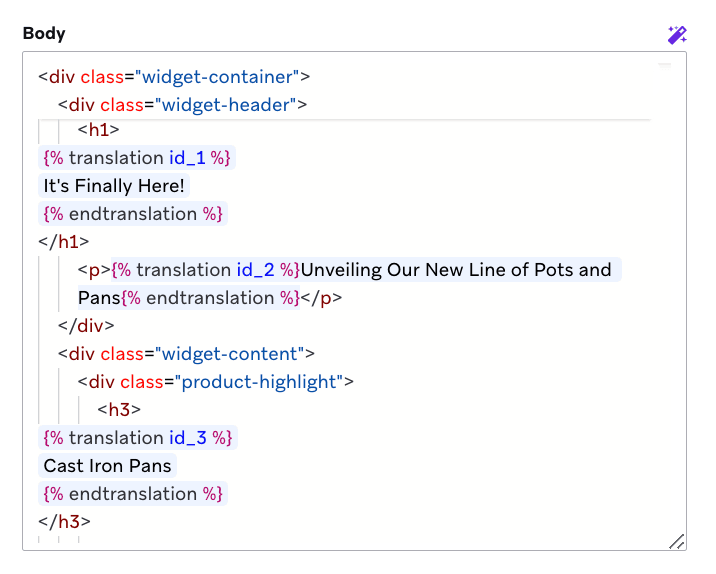 Body
<div class="widget-container">
<div class="widget-header">
<h1>
{% translation id_1 %}
It's Finally Here!
{% endtranslation %}
</h1>
<p>{% translation id_2 %}Unveiling Our New Line of Pots and
Pans{% endtranslation %}</p>
</div>
<div class="widget-content">
<div class="product-highlight">
<h3>
{% translation id_3 %}
Cast Iron Pans
{% endtranslation %}
</h3>